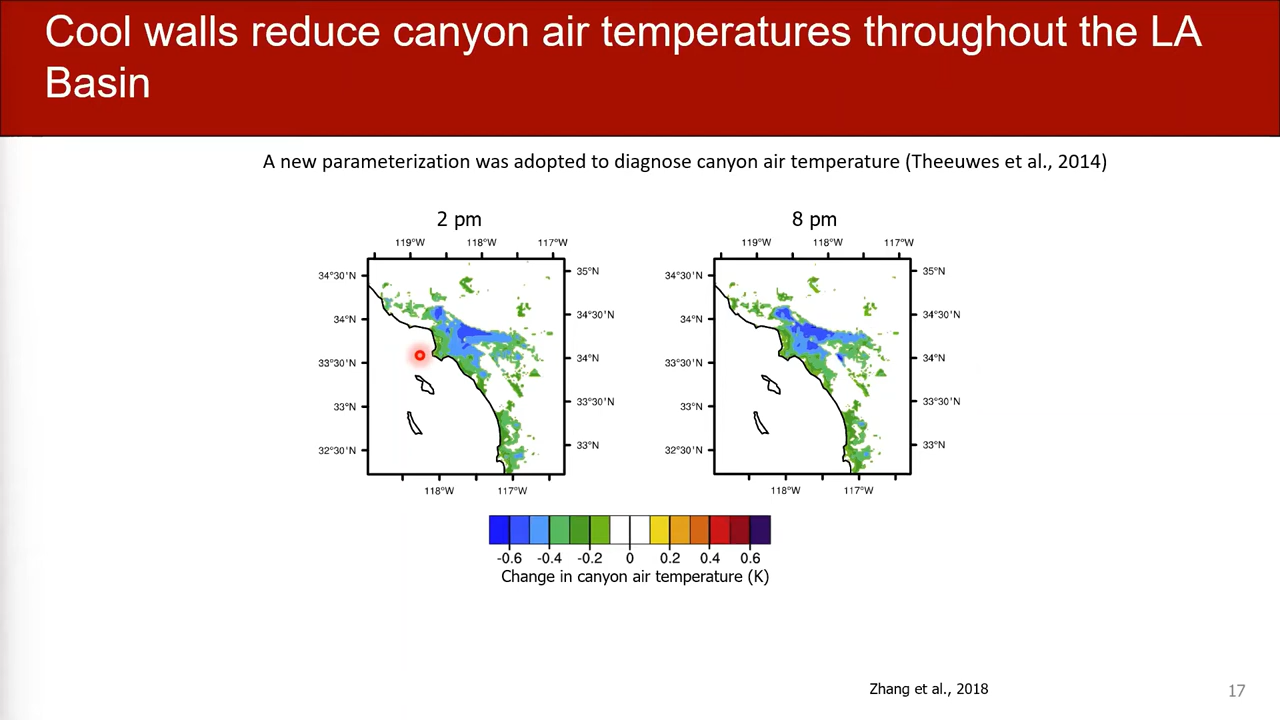 Cool walls reduce canyon air temperatures throughout the LA
Basin
A new parameterization was adopted to diagnose canyon air temperature (Theeuwes et al., 2014)
2 pm
8 pm
119°W 118°W 117°W
34°30'N
34°N
33°30'N
33°N
32°30'N
35°N
34°30'N
34°N
33°30'N
33°N
118°W 117°W
119°W 118°W 117°W
34°30'N
34°N
33°30'N
33°N
32°30'N
35°N
34°30'N
34°N
33°30'N
33°N
118°W 117°W
-0.6 -0.4 -0.2 0 0.2 0.4 0.6
Change in canyon air temperature (K)
Zhang et al., 2018
17